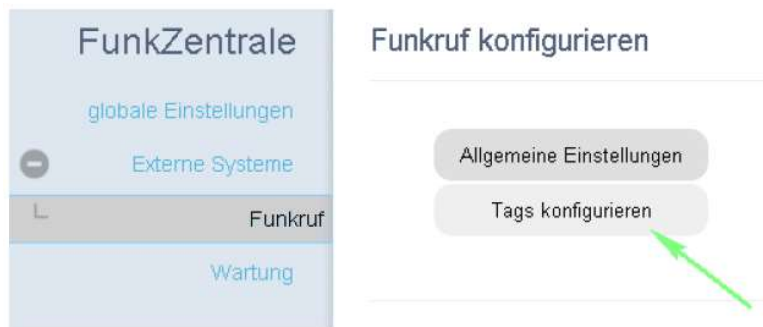 FunkZentrale
globale Einstellungen
Externe Systeme
Funkruf
Wartung
Funkruf konfigurieren
Allgemeine Einstellungen
Tags konfigurieren